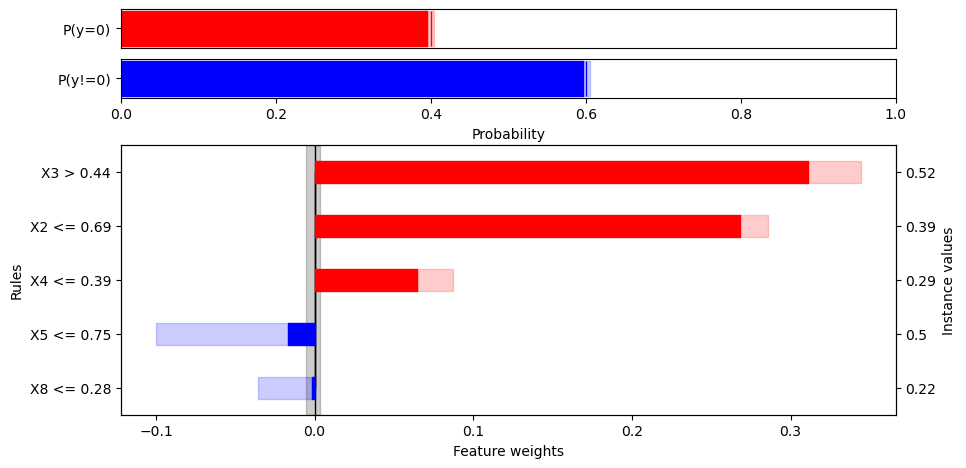 P(y=0)
P(y!=0)
0.0 0.2 0.4 0.6 0.8 1.0
Probability
X3 > 0.44 0.52
X2 <= 0.69 0.39
X4 <= 0.39 0.29
X5 <= 0.75 0.5
X8 <= 0.28 0.22
Rules
Instance values
−0.1 0.0 0.1 0.2 0.3
Feature weights